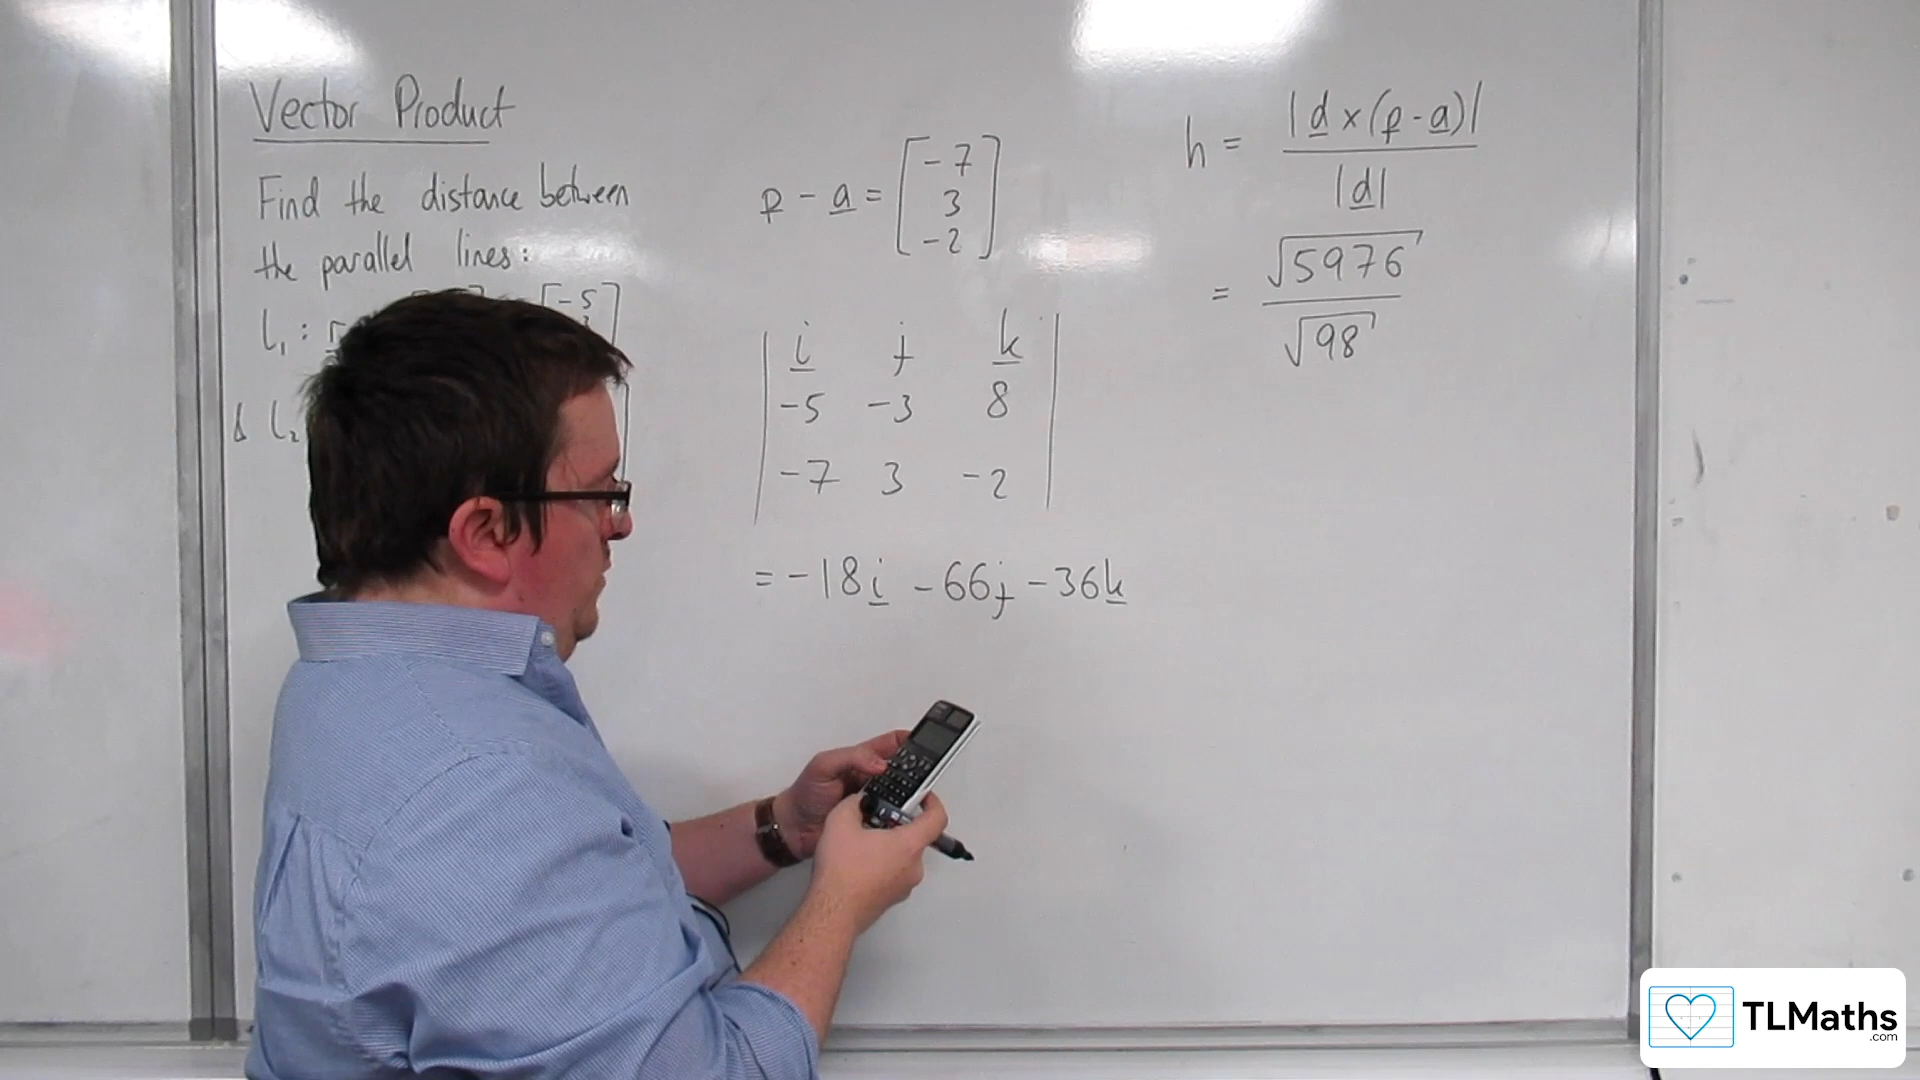 Vector Product
Find the distance between
the parallel lines:
l₁ : r
-5
l₂
p - a = [-7
3
-2]
| i j k |
-5 -3 8
-7 3 -2
= -18i - 66j - 36k
h = |d × (p - a)|
|d|
= √5976
√98
TLMaths
.com